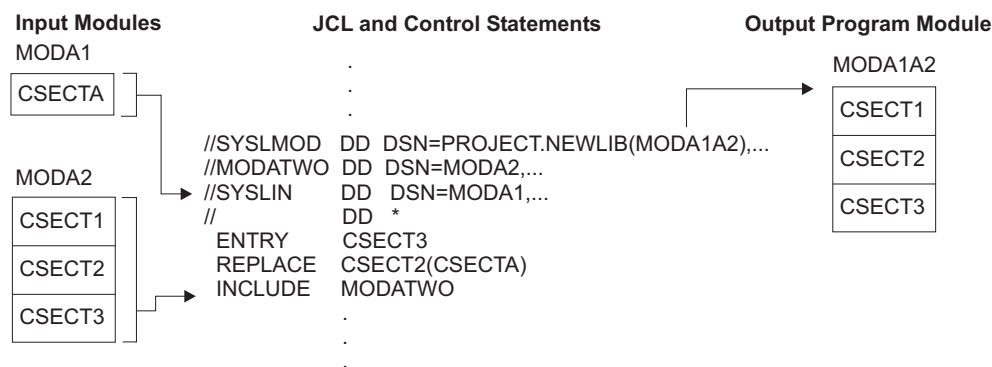 Input Modules
JCL and Control Statements
Output Program Module
MODA1
CSECTA
MODA2
CSECT1
CSECT2
CSECT3
.
.
.
//SYSLMOD DD DSN=PROJECT.NEWLIB(MODA1A2),...
//MODATWO DD DSN=MODA2,...
//SYSLIN DD DSN=MODA1,...
// DD *
ENTRY CSECT3
REPLACE CSECT2(CSECTA)
INCLUDE MODATWO
.
.
.
MODA1A2
CSECT1
CSECT2
CSECT3